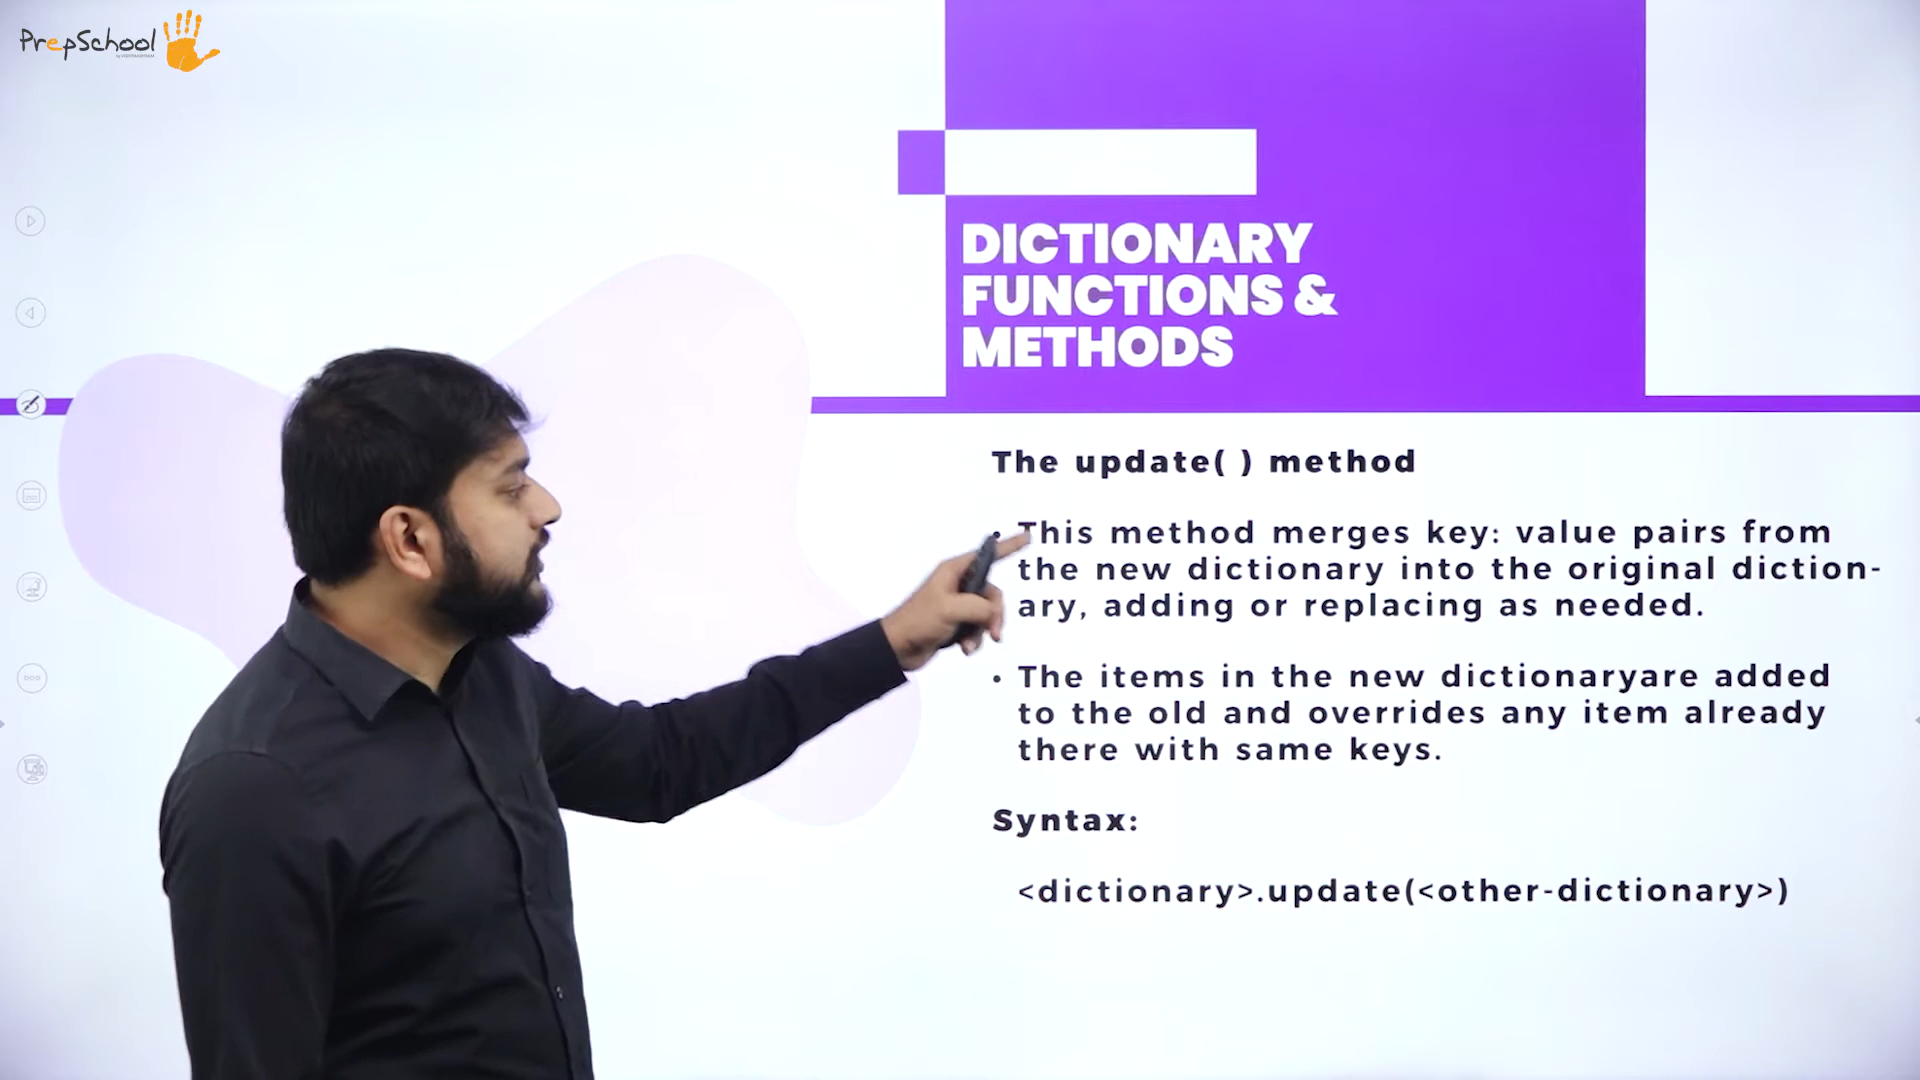 PrepSchool
DICTIONARY
FUNCTIONS &
METHODS
The update( ) method
• This method merges key: value pairs from
the new dictionary into the original diction-
ary, adding or replacing as needed.
• The items in the new dictionaryare added
to the old and overrides any item already
there with same keys.
Syntax:
<dictionary>.update(<other-dictionary>)